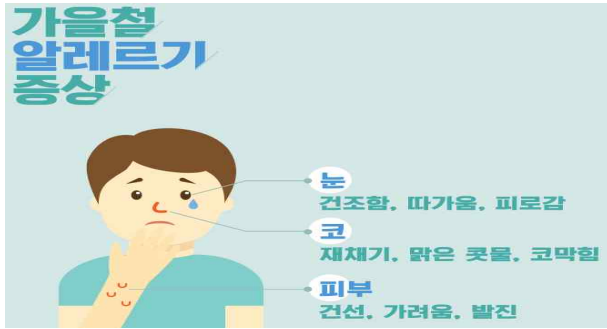 가을철
알레르기
증상
눈
건조함, 따가움, 피로감
코
재채기, 맑은 콧물, 코막힘
피부
건선, 가려움, 발진